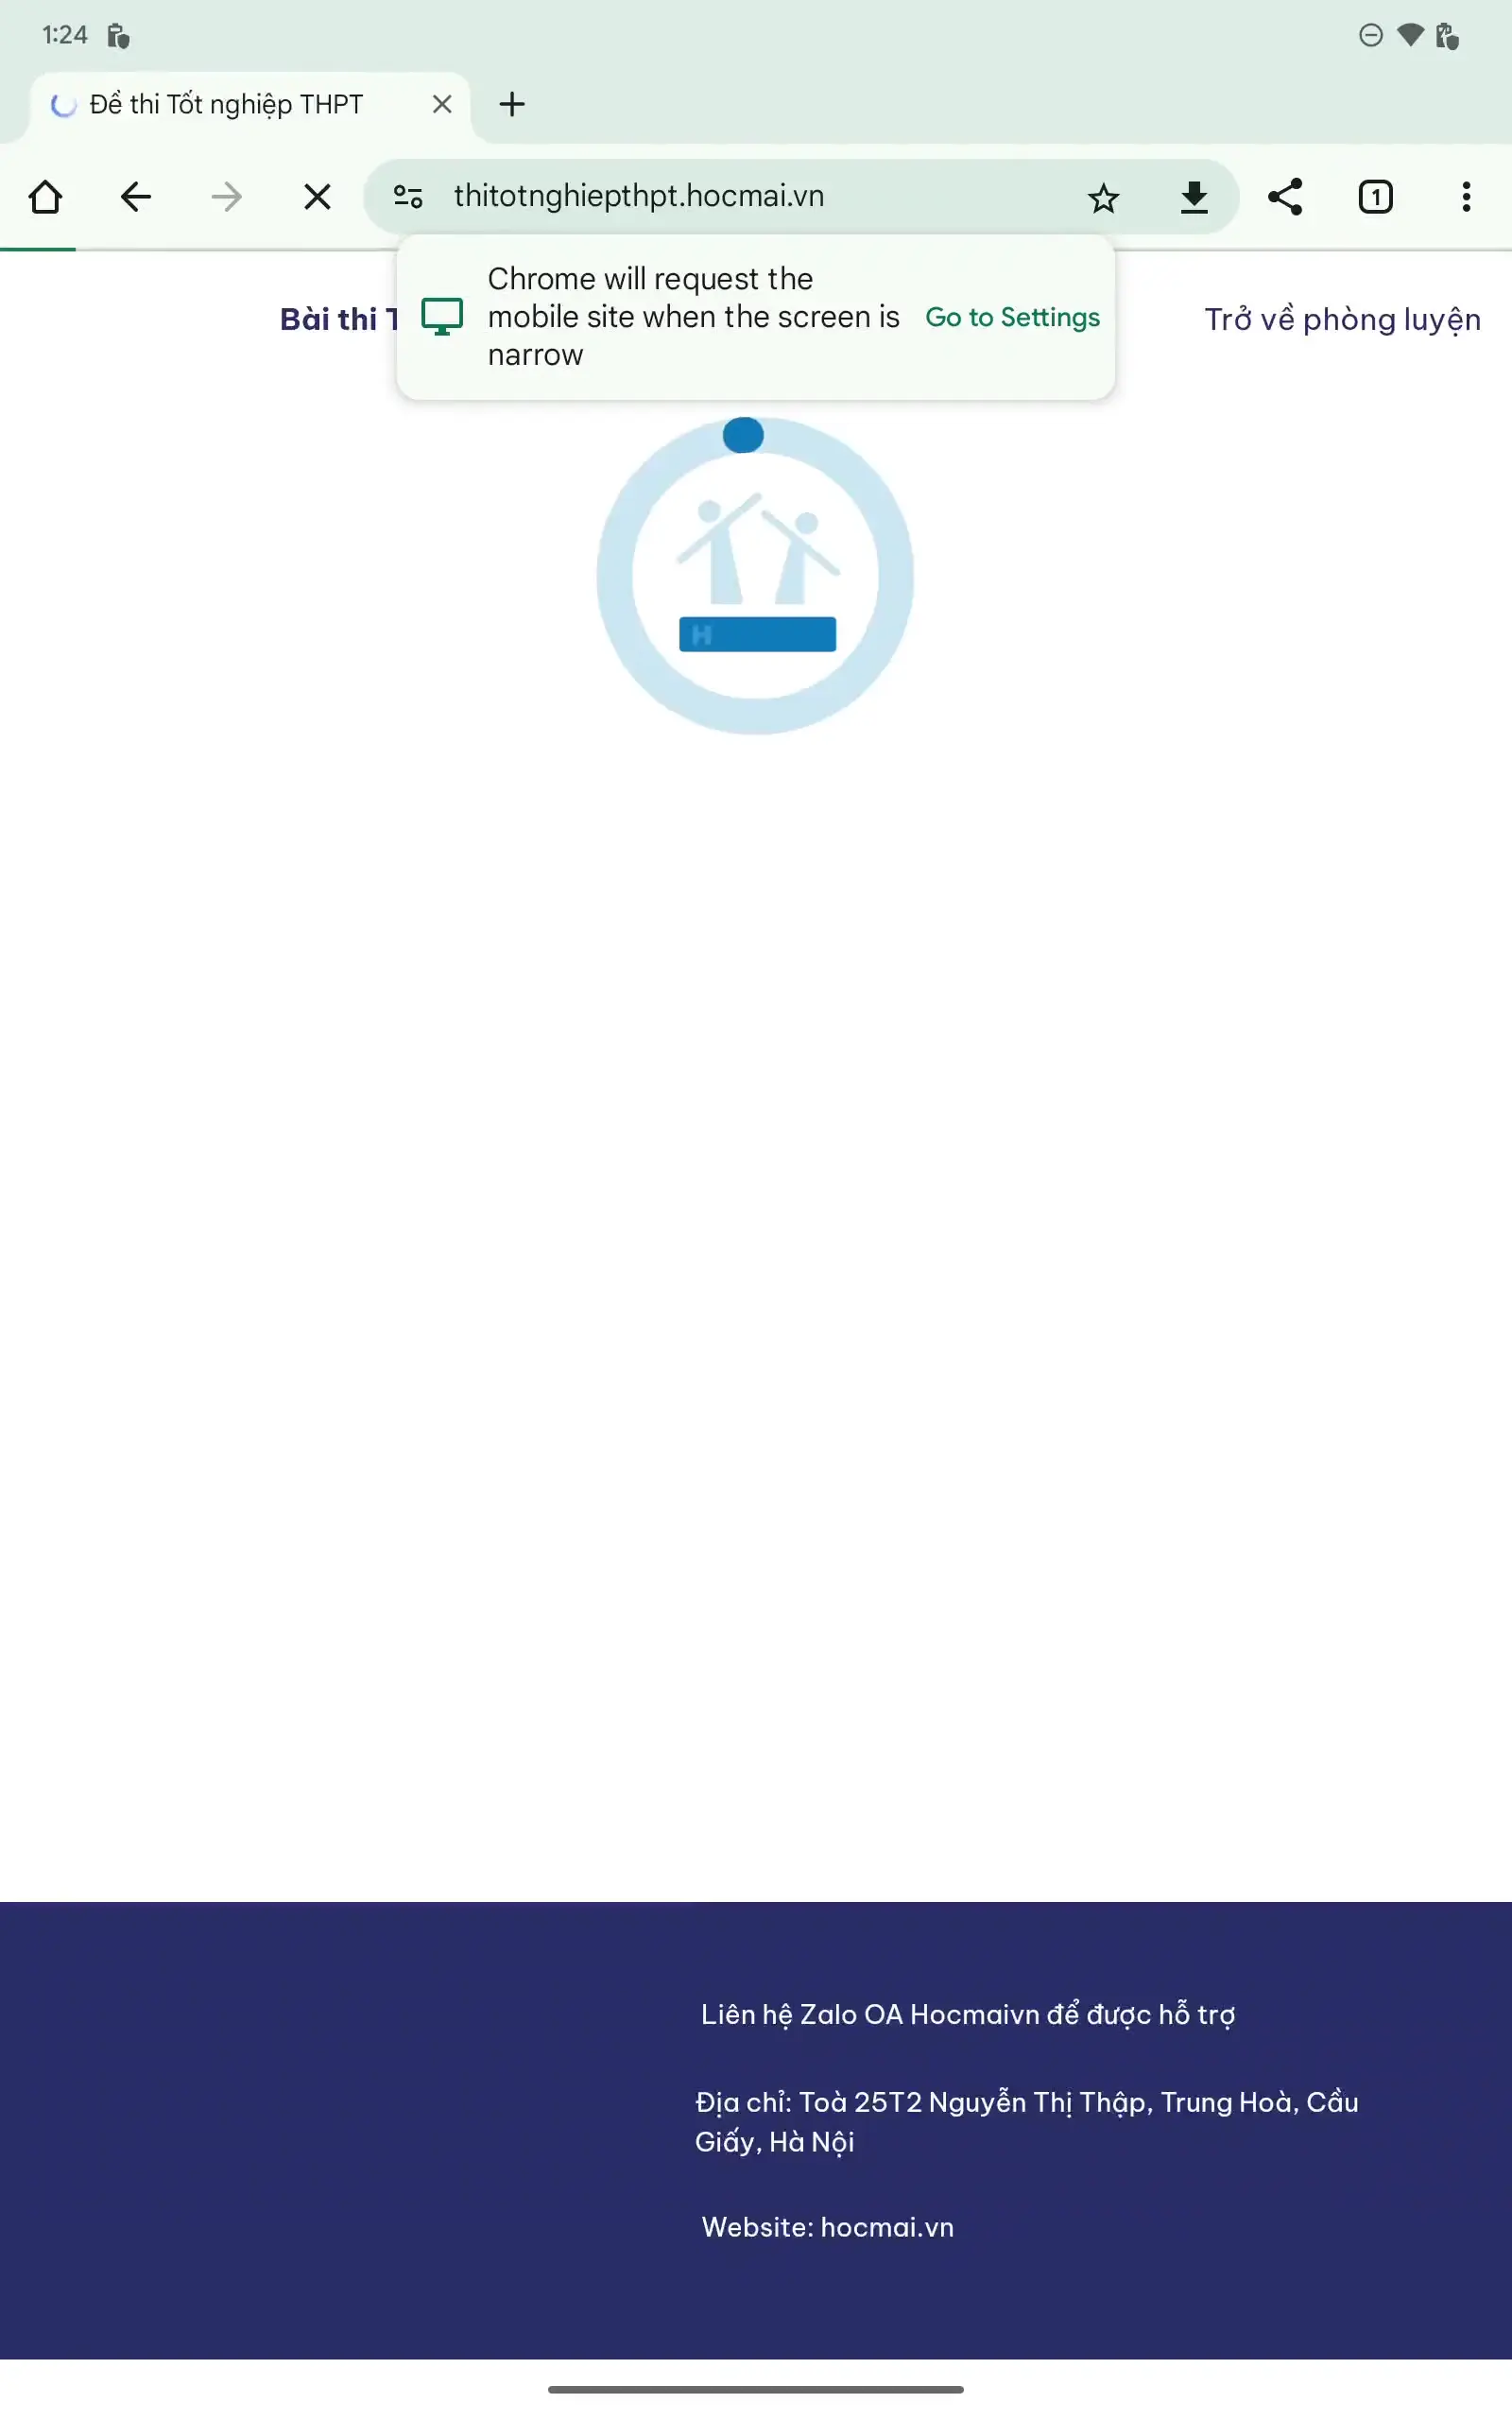 1:24
Đề thi Tốt nghiệp THPT
thitotnghiepthpt.hocmai.vn
1
Chrome will request the
mobile site when the screen is
narrow
Go to Settings
Bài thi
Trở về phòng luyện
H
Liên hệ Zalo OA Hocmaivn để được hỗ trợ
Địa chỉ: Toà 25T2 Nguyễn Thị Thập, Trung Hoà, Cầu
Giấy, Hà Nội
Website: hocmai.vn